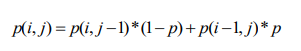 p(i, j) = p(i, j−1)*(1− p)+ p(i−1, j)* p